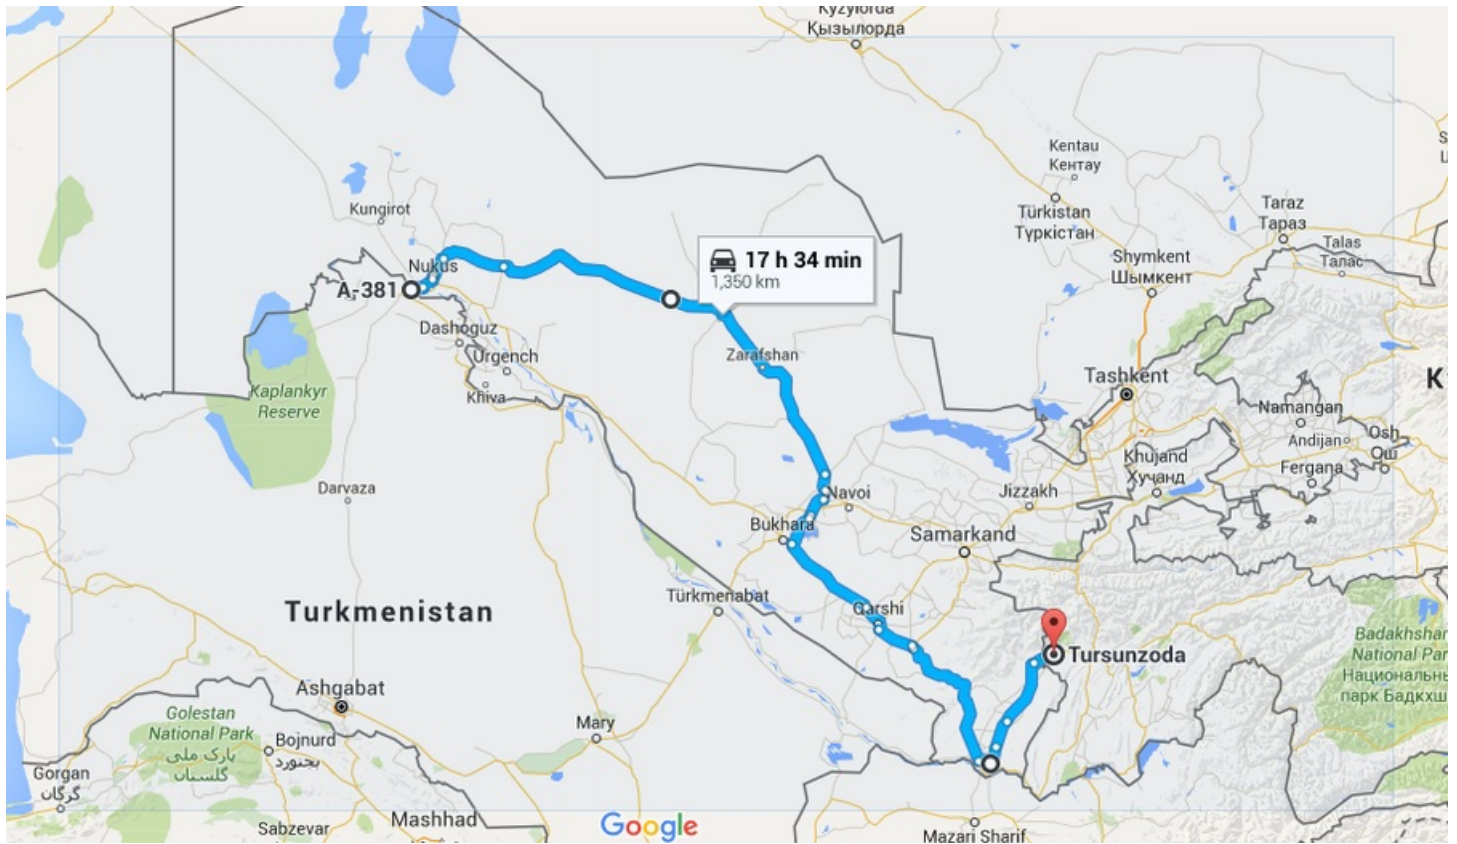 Kyzylorda
Қызылорда
Kentau
Кентау
Türkistan
Түркістан
Taraz
Тараз
Talas
Талас
Shymkent
Шымкент
Kungirot
Nukus
A-381
17 h 34 min
1,350 km
Dashoguz
Urgench
Khiva
Zarafshan
Kaplankyr
Reserve
Tashkent
Namangan
Andijan
Osh
Ош
Fergana
Khujand
Хучанд
Darvaza
Navoi
Jizzakh
Bukhara
Samarkand
Turkmenistan
Türkmenabat
Qarshi
Tursunzoda
Badakhshan
National Par
Националь
парк Бадкхш
Ashgabat
Golestan
National Park
پارک ملی
گلستان
Bojnurd
بجنورد
Mary
Gorgan
گرگان
Sabzevar
Mashhad
Google
Mazari Sharif